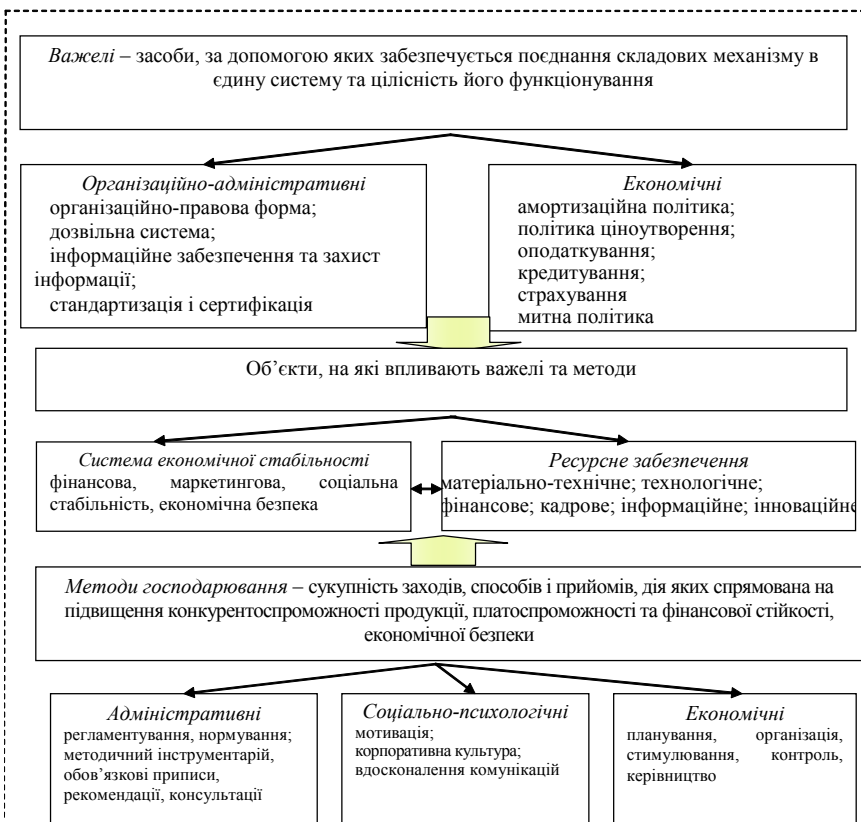 Важелі – засоби, за допомогою яких забезпечується поєднання складових механізму в
єдину систему та цілісність його функціонування
Організаційно-адміністративні
організаційно-правова форма;
дозвільна система;
інформаційне забезпечення та захист
інформації;
стандартизація і сертифікація
Економічні
амортизаційна політика;
політика ціноутворення;
оподаткування;
кредитування;
страхування
митна політика
Об’єкти, на які впливають важелі та методи
Система економічної стабільності
фінансова, маркетингова, соціальна
стабільність, економічна безпека
Ресурсне забезпечення
матеріально-технічне; технологічне;
фінансове; кадрове; інформаційне; інноваційне
Методи господарювання – сукупність заходів, способів і прийомів, дія яких спрямована на
підвищення конкурентоспроможності продукції, платоспроможності та фінансової стійкості,
економічної безпеки
Адміністративні
регламентування, нормування;
методичний інструментарій,
обов’язкові приписи,
рекомендації, консультації
Соціально-психологічні
мотивація;
корпоративна культура;
вдосконалення комунікацій
Економічні
планування, організація,
стимулювання, контроль,
керівництво